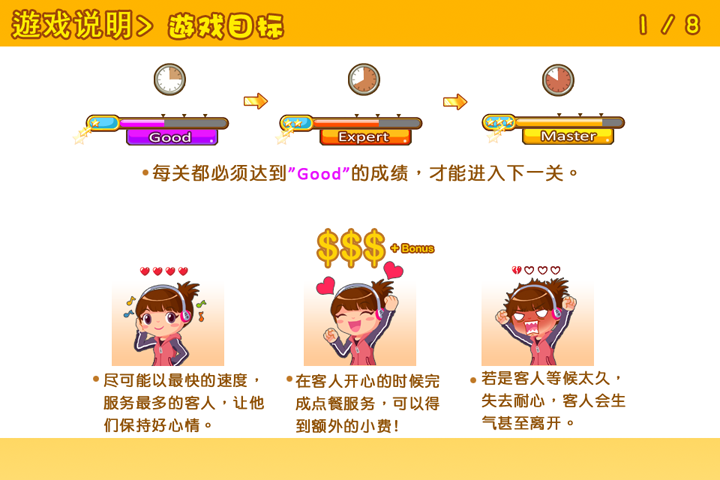 遊戏说明> 遊戏目标
1 / 8
Good
Expert
Master
•每关都必须达到"Good"的成绩，才能进入下一关。
$$$ + Bonus
•尽可能以最快的速度，
服务最多的客人，让他
们保持好心情。
•在客人开心的时候完
成点餐服务，可以得
到额外的小费!
•若是客人等候太久，
失去耐心，客人会生
气甚至离开。